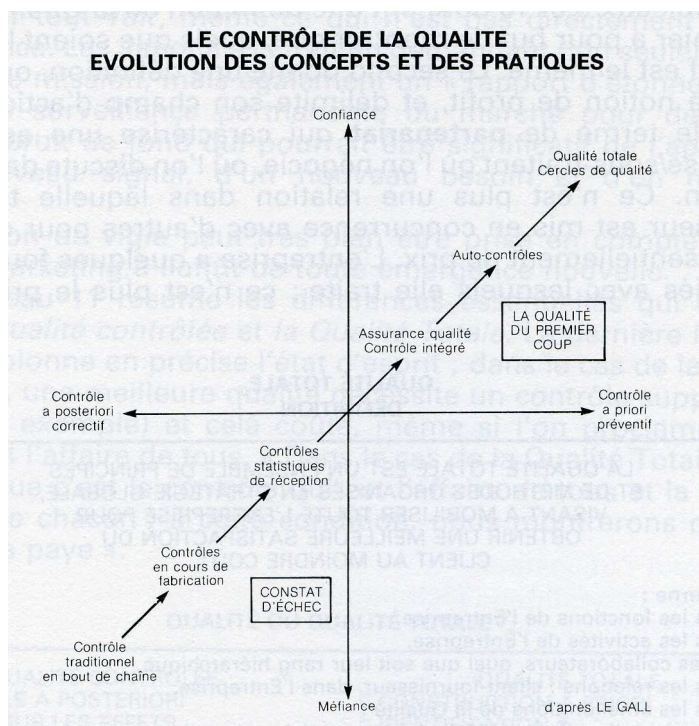 LE CONTRÔLE DE LA QUALITE
EVOLUTION DES CONCEPTS ET DES PRATIQUES
Confiance
Qualité totale
Cercles de qualité
Auto-contrôles
LA QUALITÉ
DU PREMIER
COUP
Assurance qualité
Contrôle intégré
Contrôle
a posteriori
correctif
Contrôle
a priori
préventif
Contrôles
statistiques
de réception
Contrôles
en cours de
fabrication
CONSTAT
D'ÉCHEC
Contrôle
traditionnel
en bout de chaîne
Méfiance
d'après LE GALL